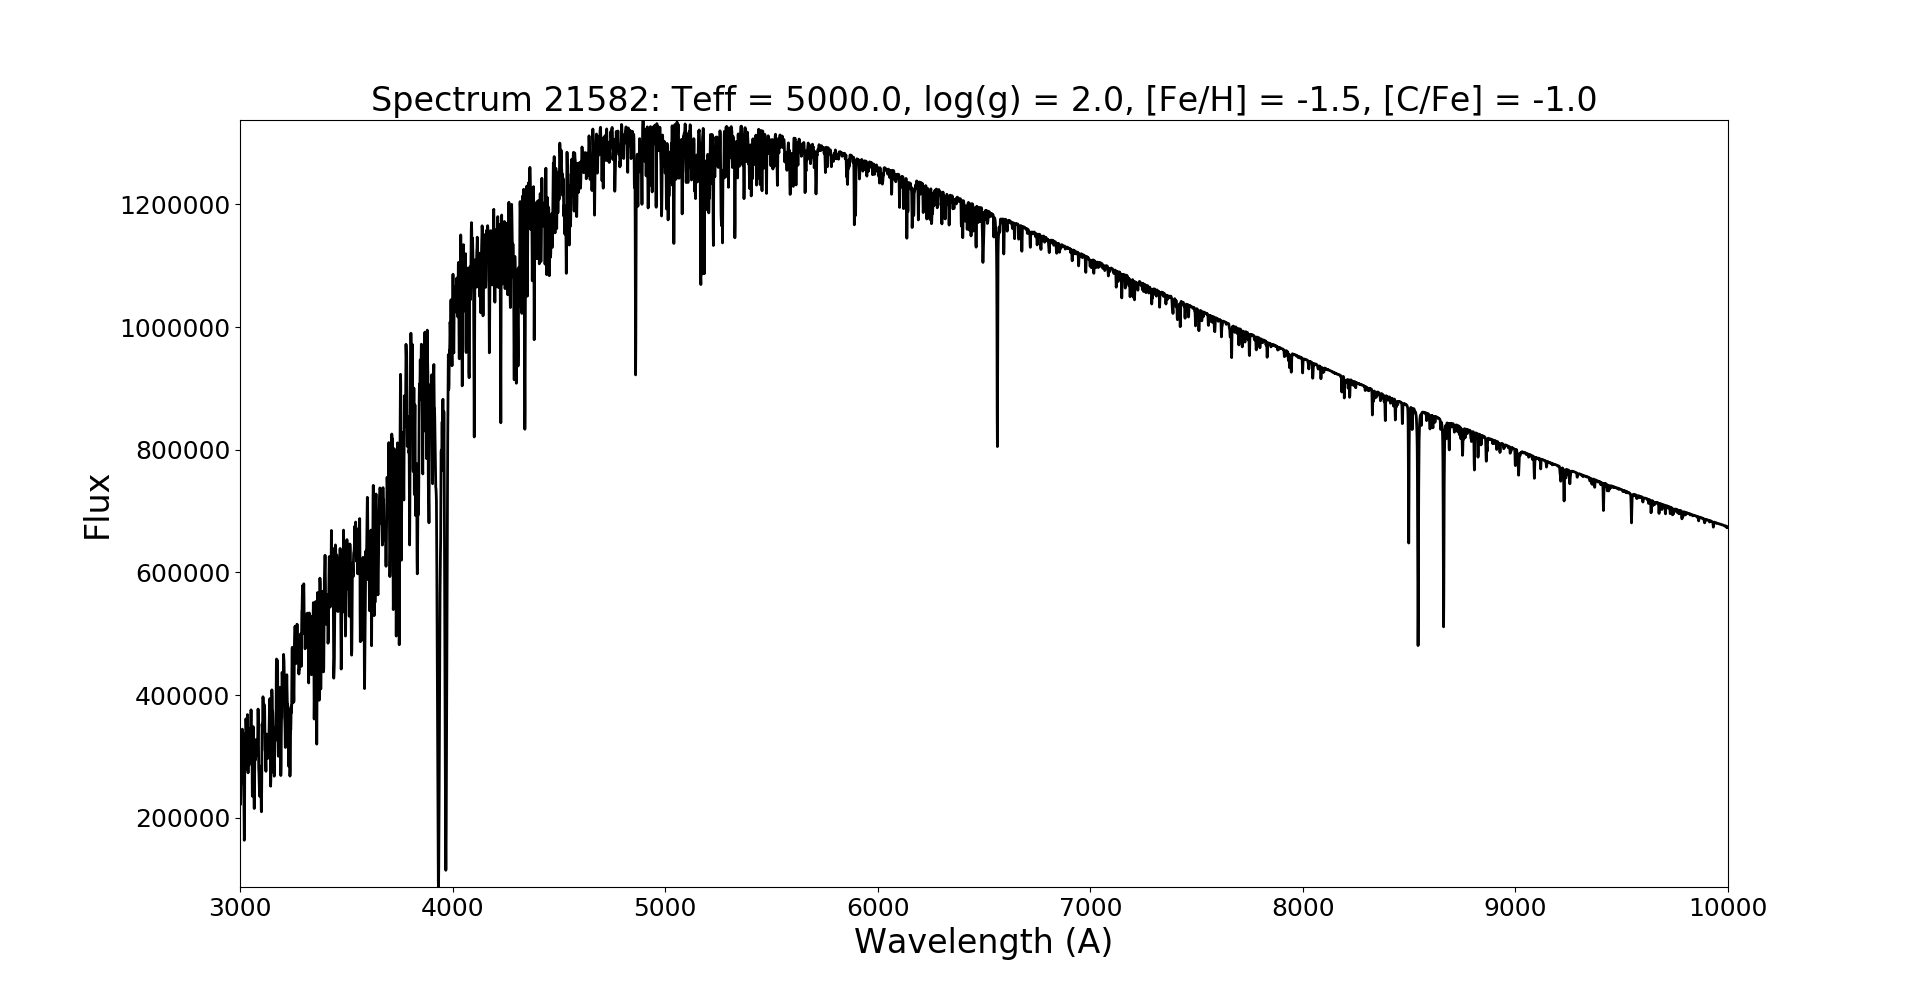 Spectrum 21582: Teff = 5000.0, log(g) = 2.0, [Fe/H] = -1.5, [C/Fe] = -1.0
Flux
1200000
1000000
800000
600000
400000
200000
3000 4000 5000 6000 7000 8000 9000 10000
Wavelength (A)